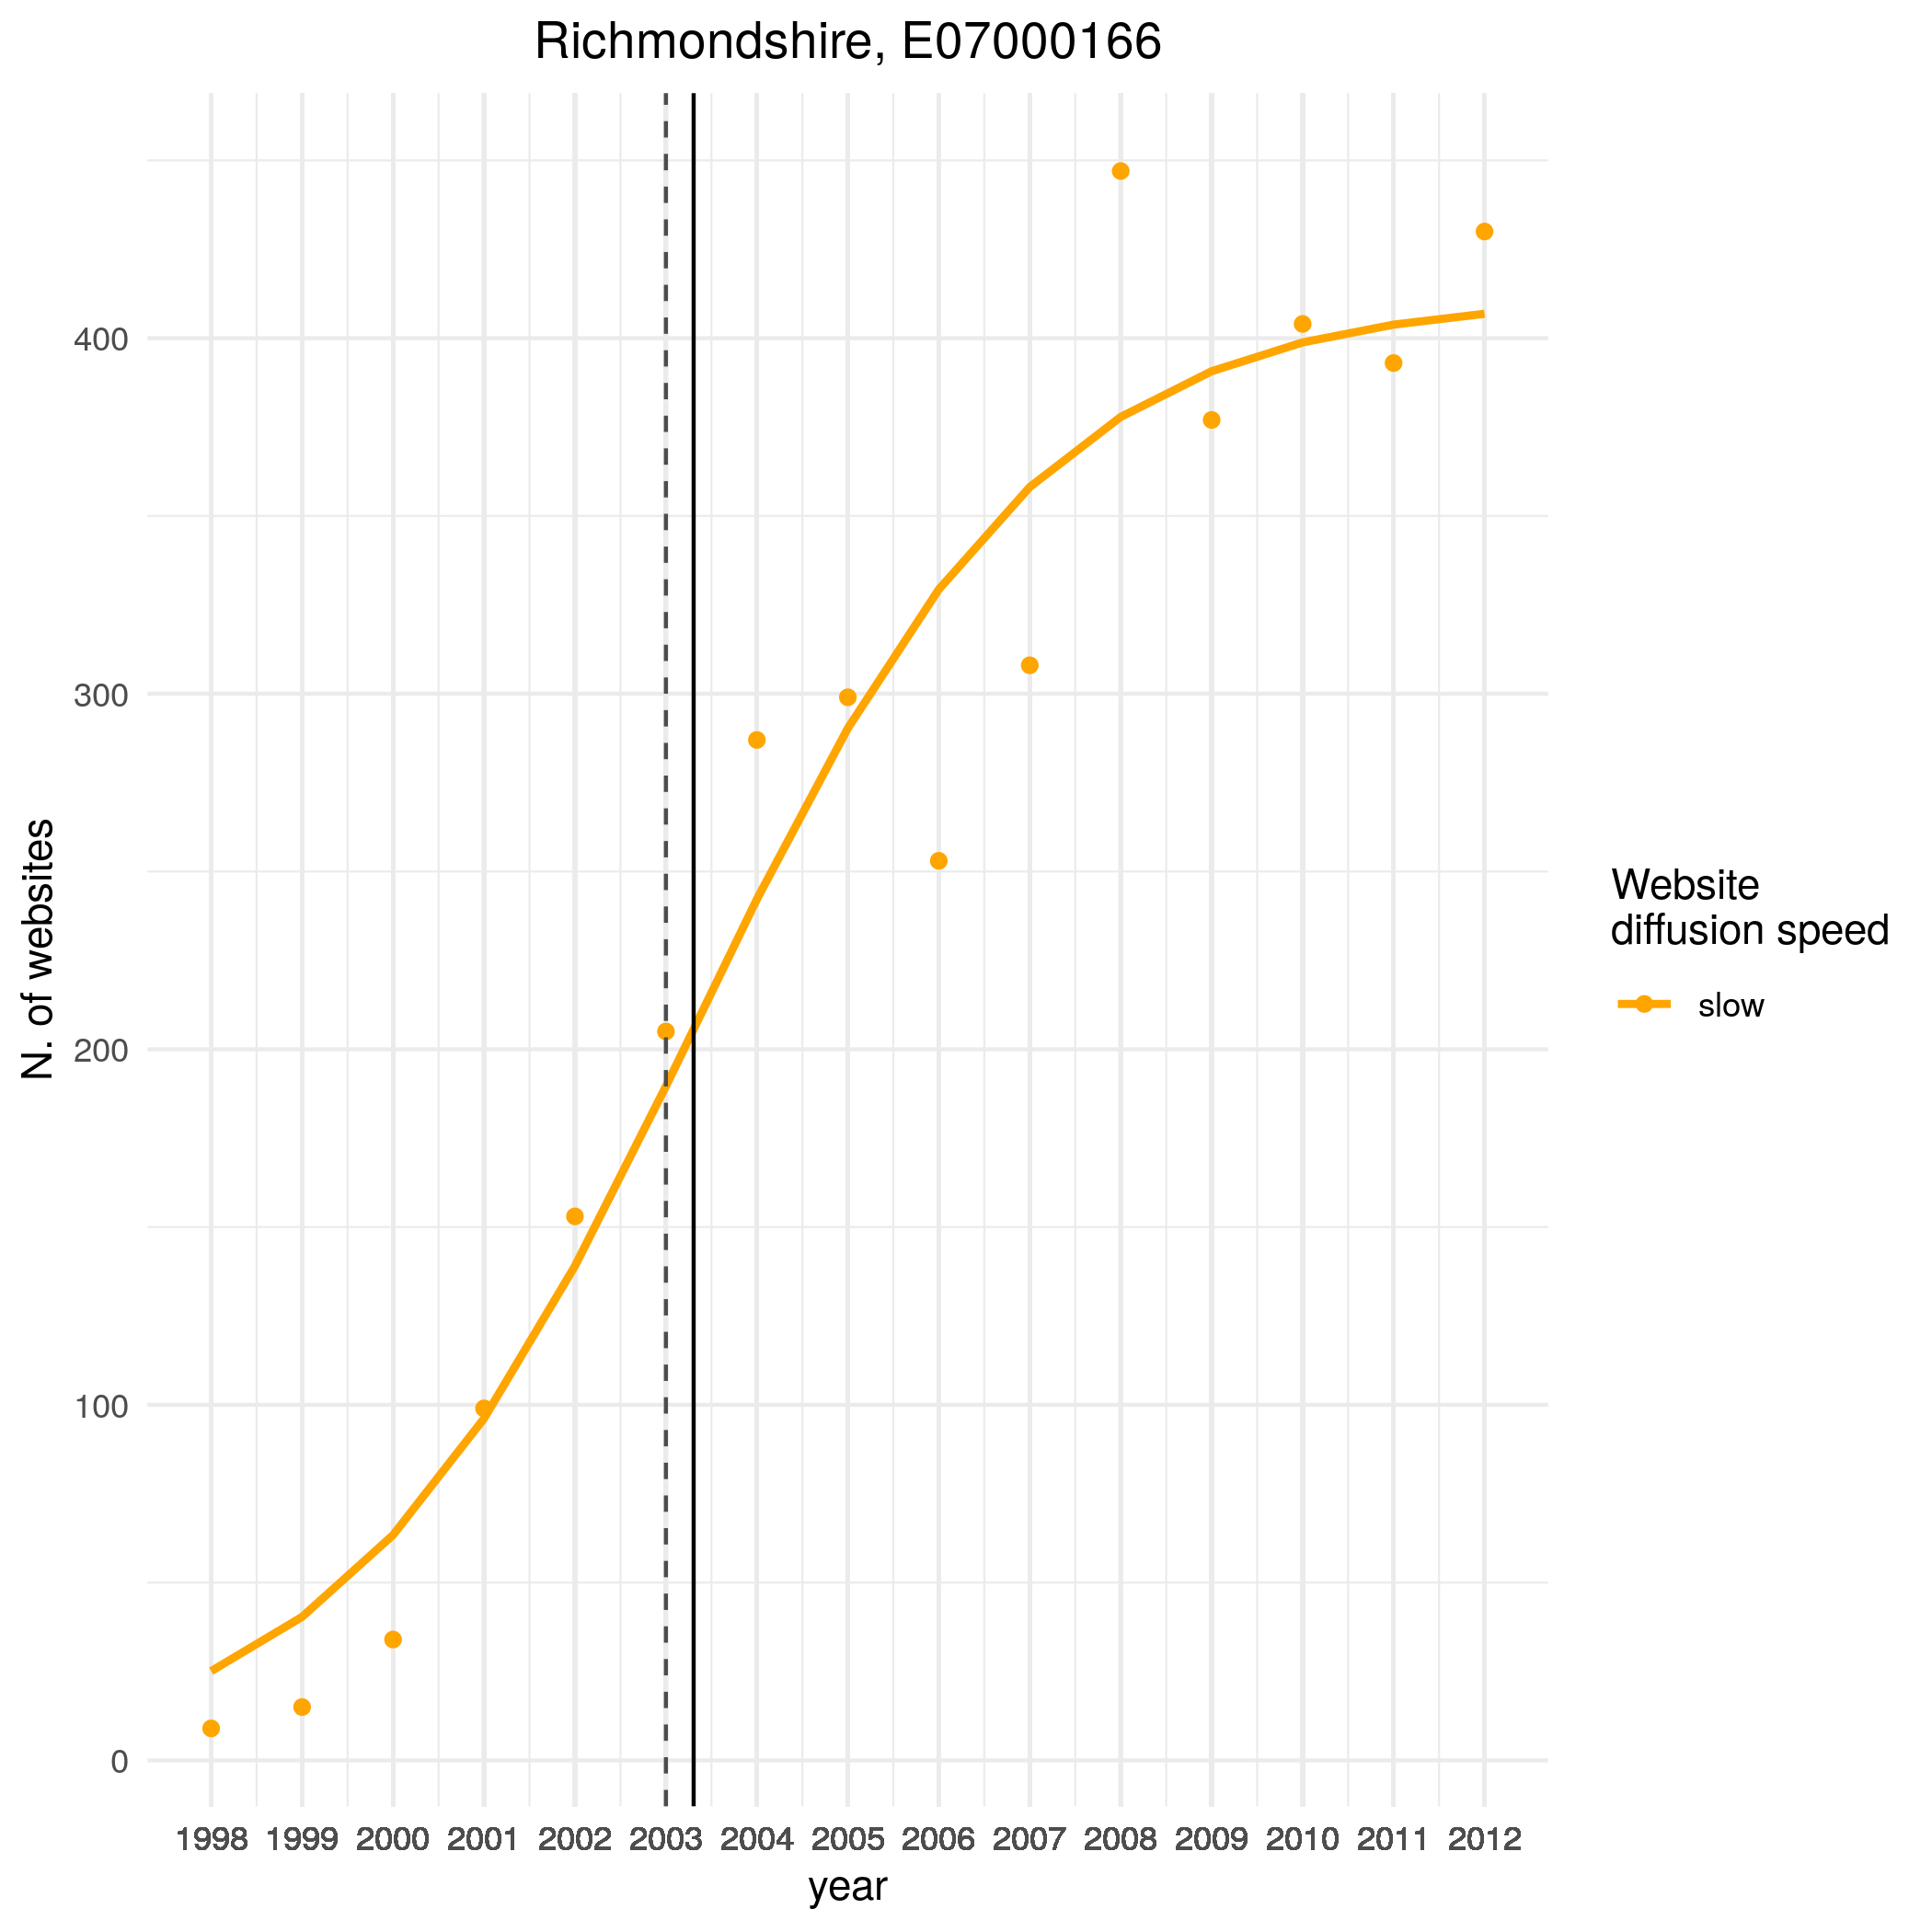 Richmondshire, E07000166
N. of websites
400
300
200
100
0
1998 1999 2000 2001 2002 2003 2004 2005 2006 2007 2008 2009 2010 2011 2012
year
Website
diffusion speed
slow